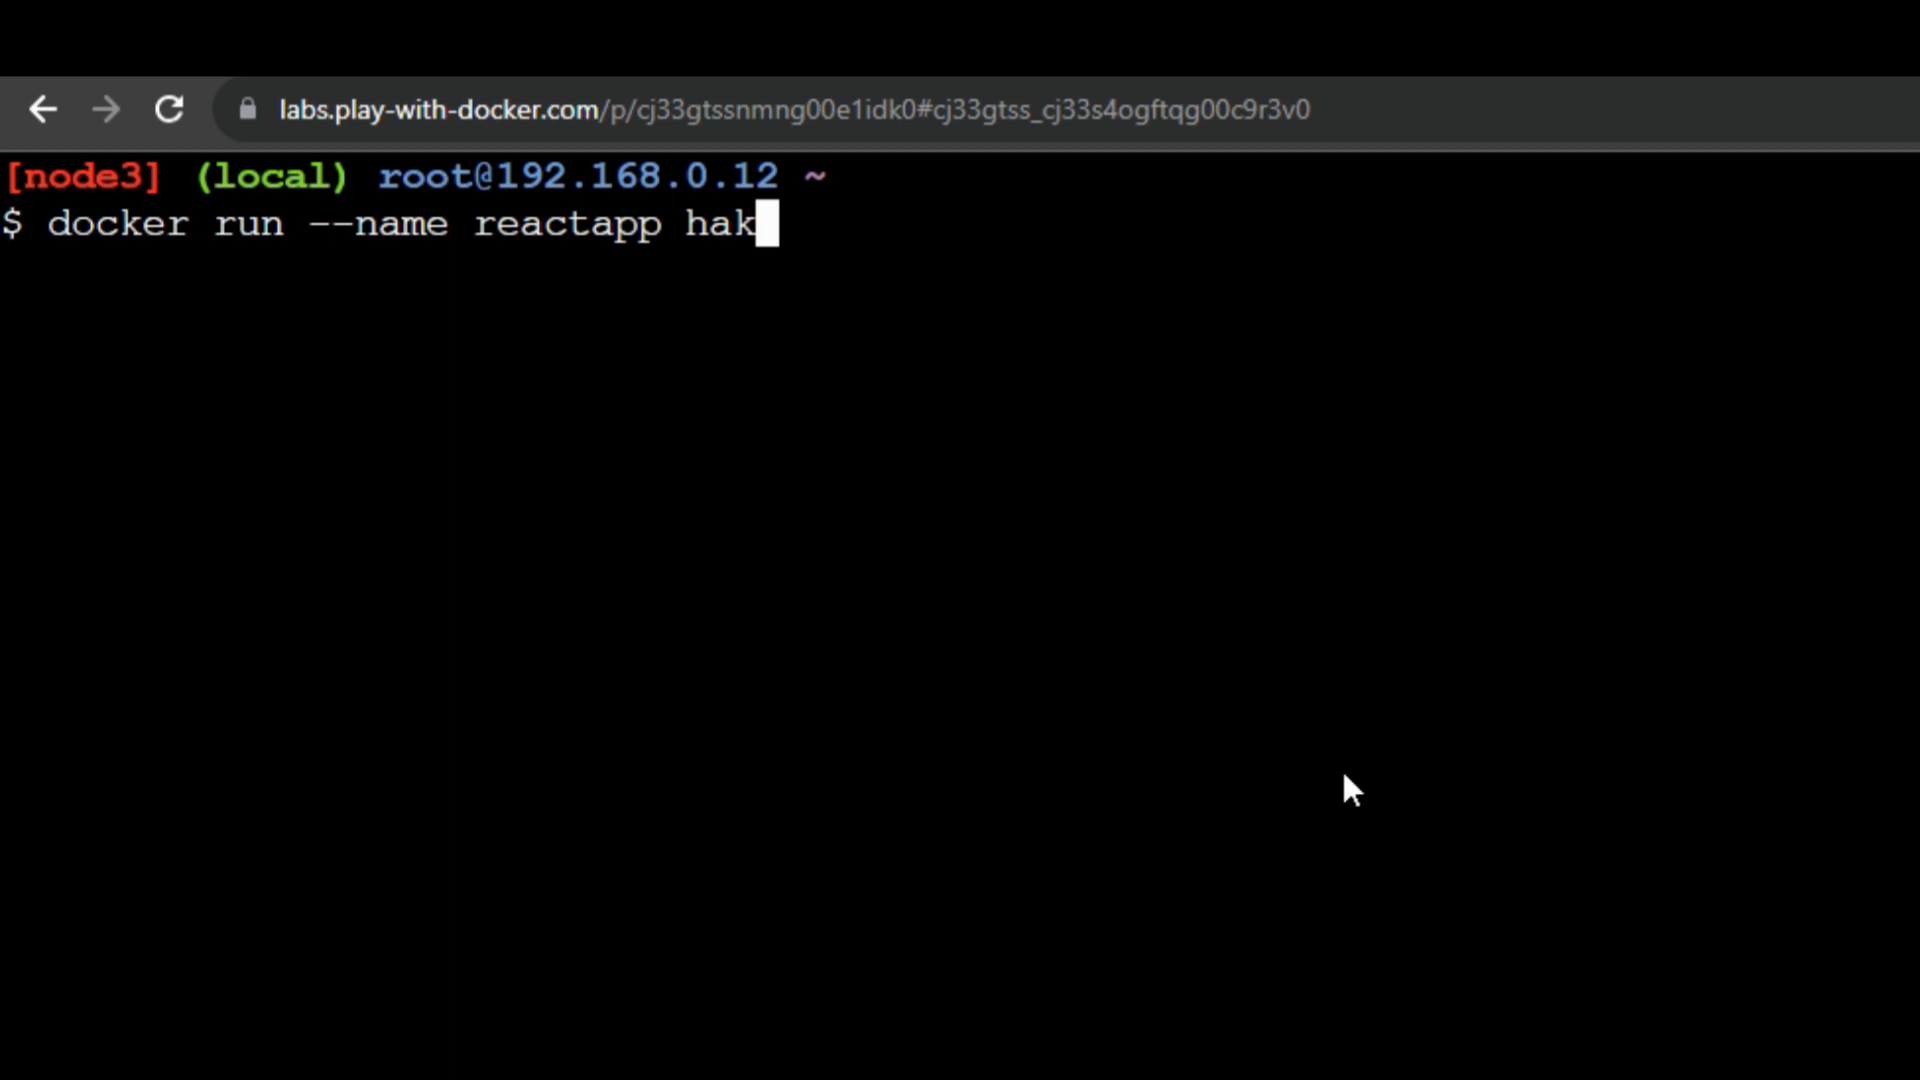 labs.play-with-docker.com/p/cj33gtssnmng00e1idk0#cj33gtss_cj33s4ogftqg00c9r3v0
[node3] (local) root@192.168.0.12 ~
$ docker run --name reactapp hak